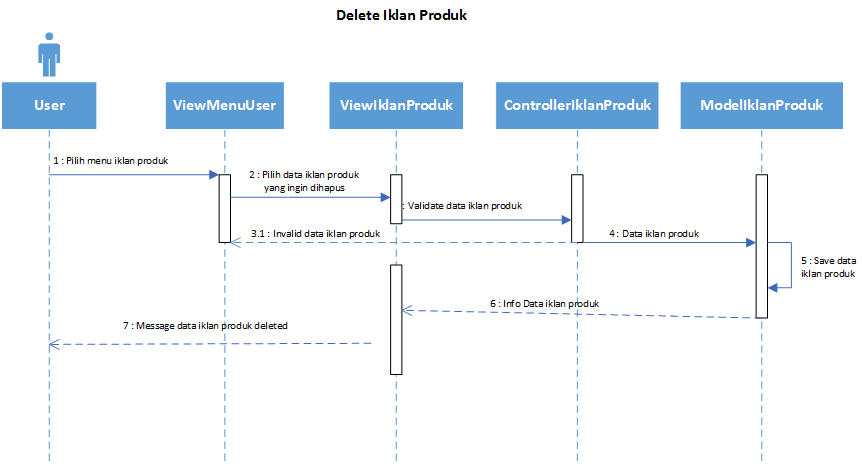 Delete Iklan Produk
User
ViewMenuUser
ViewIklanProduk
ControllerIklanProduk
ModelIklanProduk
1 : Pilih menu iklan produk
2 : Pilih data iklan produk
yang ingin dihapus
: Validate data iklan produk
3.1 : Invalid data iklan produk
4 : Data iklan produk
5 : Save data
iklan produk
6 : Info Data iklan produk
7 : Message data iklan produk deleted